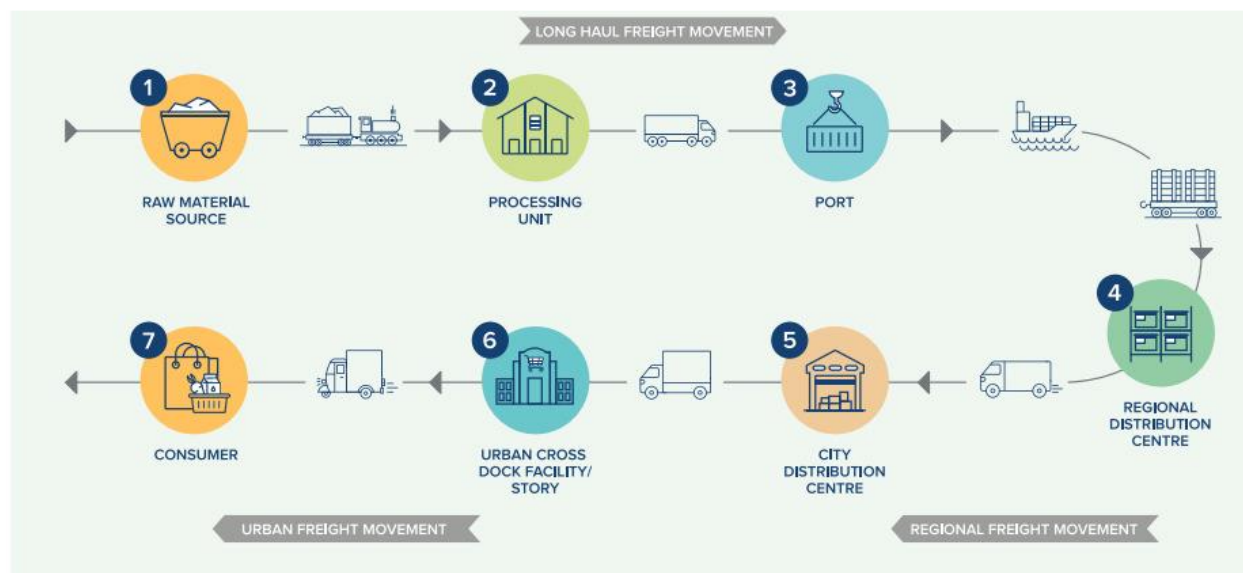 LONG HAUL FREIGHT MOVEMENT
1
2
3
RAW MATERIAL
SOURCE
PROCESSING
UNIT
PORT
4
REGIONAL
DISTRIBUTION
CENTRE
5
CITY
DISTRIBUTION
CENTRE
6
URBAN CROSS
DOCK FACILITY/
STORY
7
CONSUMER
URBAN FREIGHT MOVEMENT
REGIONAL FREIGHT MOVEMENT